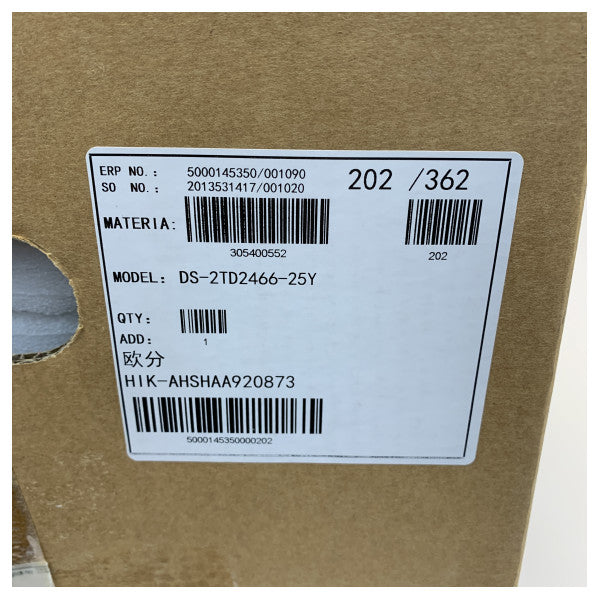 ERP NO.: 5000145350/001090
SO NO.: 2013531417/001020
202 /362
MATERIA:
305400552
202
MODEL: DS-2TD2466-25Y
QTY:
1
ADD:
欧分
HIK-AHSHAA920873
5000145350000202